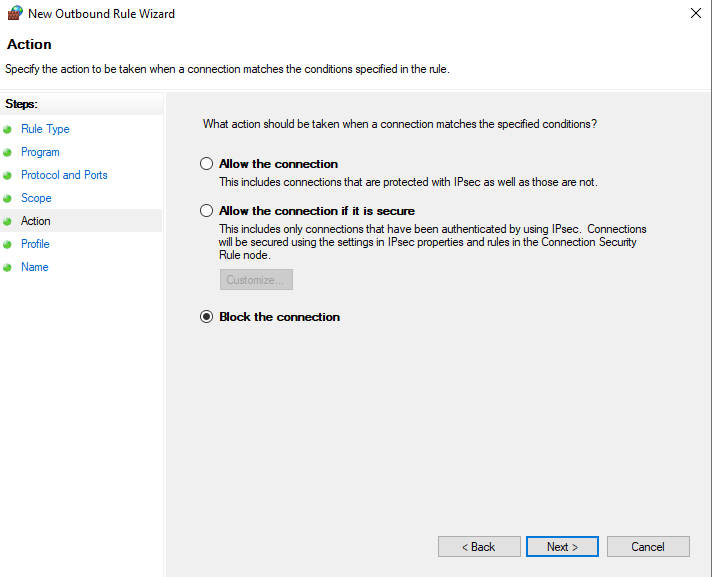 New Outbound Rule Wizard
Action
Specify the action to be taken when a connection matches the conditions specified in the rule.
Steps:
Rule Type
Program
Protocol and Ports
Scope
Action
Profile
Name
What action should be taken when a connection matches the specified conditions?
Allow the connection
This includes connections that are protected with IPsec as well as those are not.
Allow the connection if it is secure
This includes only connections that have been authenticated by using IPsec. Connections
will be secured using the settings in IPsec properties and rules in the Connection Security
Rule node.
Customize...
Block the connection
< Back
Next >
Cancel